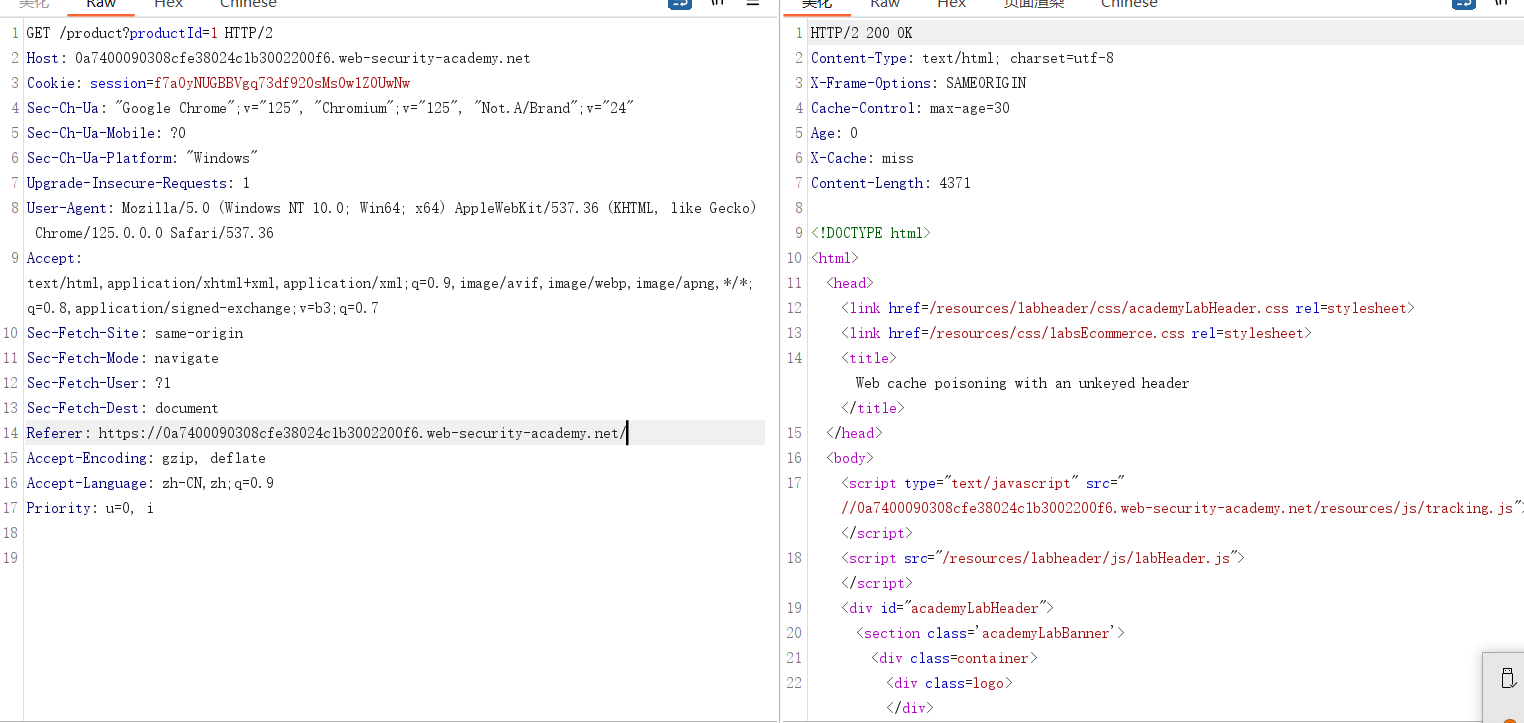 美化 Raw Hex Chinese
1 GET /product?productId=1 HTTP/2
2 Host: 0a7400090308cfe38024c1b3002200f6.web-security-academy.net
3 Cookie: session=f7a0yNUGBBVgq73df920sMs0w1Z0UwNw
4 Sec-Ch-Ua: "Google Chrome";v="125", "Chromium";v="125", "Not.A/Brand";v="24"
5 Sec-Ch-Ua-Mobile: ?0
6 Sec-Ch-Ua-Platform: "Windows"
7 Upgrade-Insecure-Requests: 1
8 User-Agent: Mozilla/5.0 (Windows NT 10.0; Win64; x64) AppleWebKit/537.36 (KHTML, like Gecko)
Chrome/125.0.0.0 Safari/537.36
9 Accept:
text/html,application/xhtml+xml,application/xml;q=0.9,image/avif,image/webp,image/apng,*/*;
q=0.8,application/signed-exchange;v=b3;q=0.7
10 Sec-Fetch-Site: same-origin
11 Sec-Fetch-Mode: navigate
12 Sec-Fetch-User: ?1
13 Sec-Fetch-Dest: document
14 Referer: https://0a7400090308cfe38024c1b3002200f6.web-security-academy.net/
15 Accept-Encoding: gzip, deflate
16 Accept-Language: zh-CN,zh;q=0.9
17 Priority: u=0, i
18
19
美化 Raw Hex 页面渲染 Chinese
1 HTTP/2 200 OK
2 Content-Type: text/html; charset=utf-8
3 X-Frame-Options: SAMEORIGIN
4 Cache-Control: max-age=30
5 Age: 0
6 X-Cache: miss
7 Content-Length: 4371
8
9 <!DOCTYPE html>
10 <html>
11 <head>
12 <link href=/resources/labheader/css/academyLabHeader.css rel=stylesheet>
13 <link href=/resources/css/labsEcommerce.css rel=stylesheet>
14 <title>
Web cache poisoning with an unkeyed header
</title>
15 </head>
16 <body>
17 <script type="text/javascript" src="
//0a7400090308cfe38024c1b3002200f6.web-security-academy.net/resources/js/tracking.js">
</script>
18 <script src="/resources/labheader/js/labHeader.js">
</script>
19 <div id="academyLabHeader">
20 <section class='academyLabBanner'>
21 <div class=container>
22 <div class=logo>
</div>